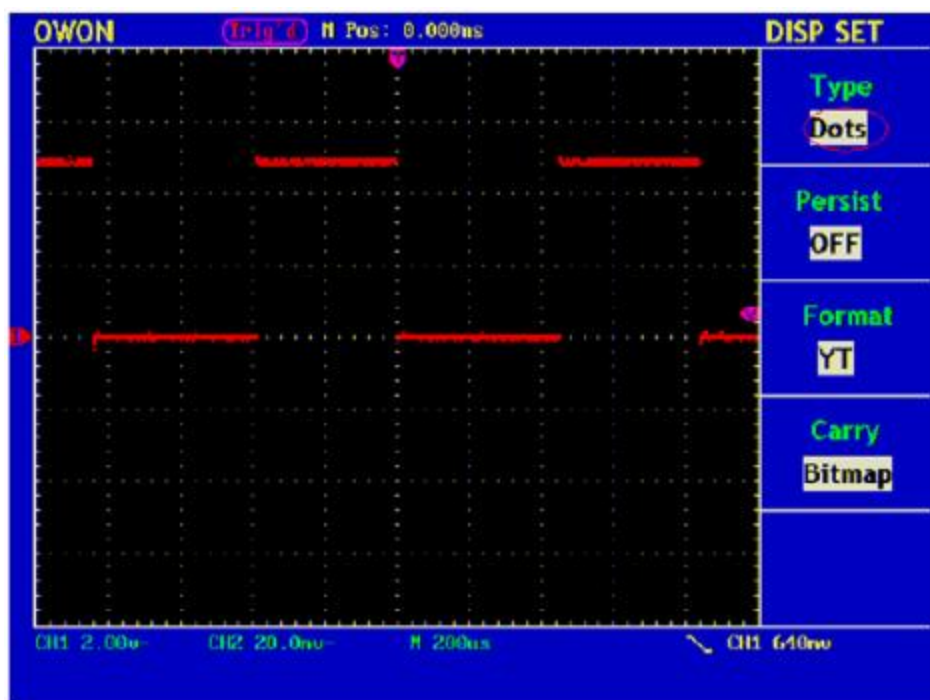 OWON Trig'd M Pos: 0.000ns DISP SET
Type
Dots
Persist
OFF
Format
YT
Carry
Bitmap
CH1 2.00v- CH2 20.0mv- M 200us CH1 640mv